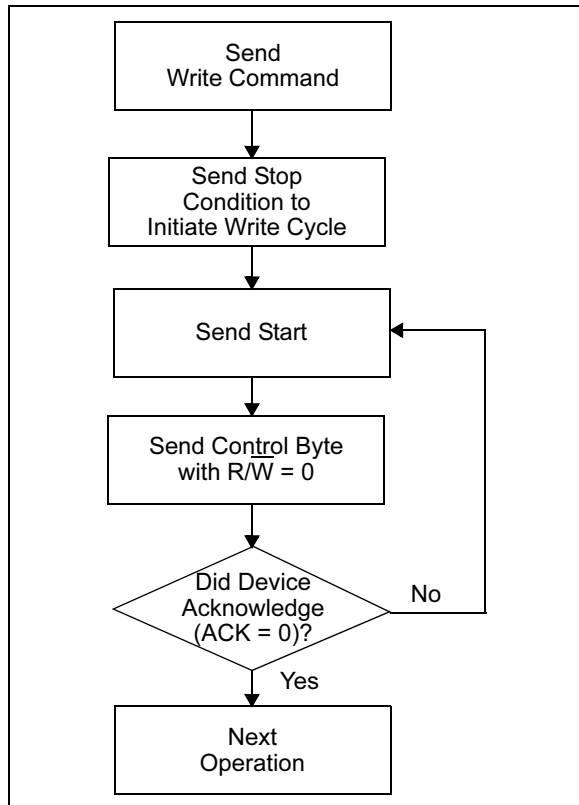 Send
Write Command
Send Stop
Condition to
Initiate Write Cycle
Send Start
Send Control Byte
with R/W̅ = 0
Did Device
Acknowledge
(ACK = 0)?
No
Yes
Next
Operation